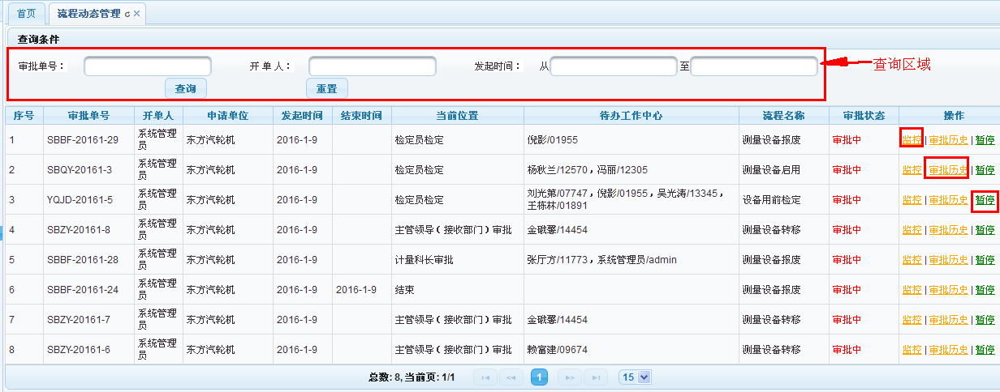 首页 流程动态管理
查询条件
审批单号： 开 单 人： 发起时间： 从 至 查询区域
查询 重置
序号 审批单号 开单人 申请单位 发起时间 结束时间 当前位置 待办工作中心 流程名称 审批状态 操作
1 SBBF-20161-29 系统管理员 东方汽轮机 2016-1-9 检定员检定 倪影/01955 测量设备报废 审批中 监控 | 审批历史 | 暂停
2 SBQY-20161-3 系统管理员 东方汽轮机 2016-1-9 检定员检定 杨秋兰/12570，冯丽/12305 测量设备启用 审批中 监控 | 审批历史 | 暂停
3 YQJD-20161-5 系统管理员 东方汽轮机 2016-1-9 检定员检定 刘光第/07747，倪影/01955，吴光涛/13345，王栋林/01891 设备用前检定 审批中 监控 | 审批历史 | 暂停
4 SBZY-20161-8 系统管理员 东方汽轮机 2016-1-9 主管领导（接收部门）审批 金砥馨/14454 测量设备转移 审批中 监控 | 审批历史 | 暂停
5 SBBF-20161-28 系统管理员 东方汽轮机 2016-1-9 计量科长审批 张厅方/11773，系统管理员/admin 测量设备报废 审批中 监控 | 审批历史 | 暂停
6 SBBF-20161-24 系统管理员 东方汽轮机 2016-1-9 2016-1-9 结束 测量设备报废 审批中 监控 | 审批历史 | 暂停
7 SBZY-20161-7 系统管理员 东方汽轮机 2016-1-9 主管领导（接收部门）审批 金砥馨/14454 测量设备转移 审批中 监控 | 审批历史 | 暂停
8 SBZY-20161-6 系统管理员 东方汽轮机 2016-1-9 主管领导（接收部门）审批 赖富建/09674 测量设备转移 审批中 监控 | 审批历史 | 暂停
总数: 8, 当前页: 1/1 1 15